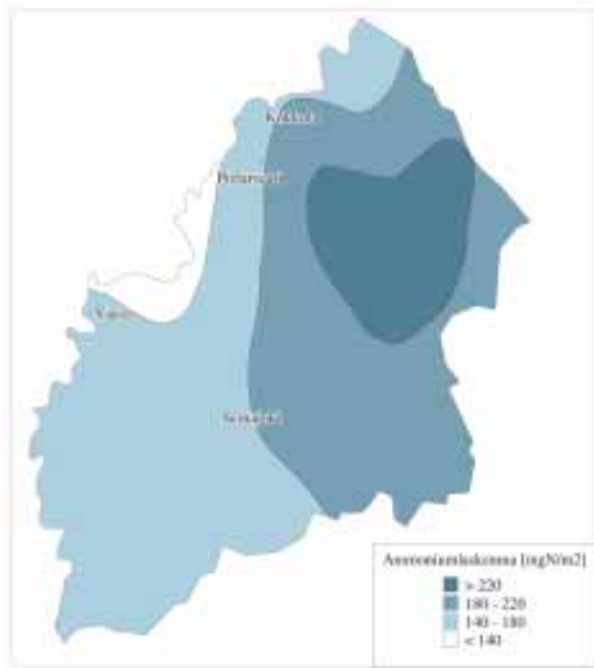 Kokkola
Pietarsaari
Vaasa
Seinäjoki
Ammoniumlaskeuma [mgN/m2]
> 220
180 - 220
140 - 180
< 140